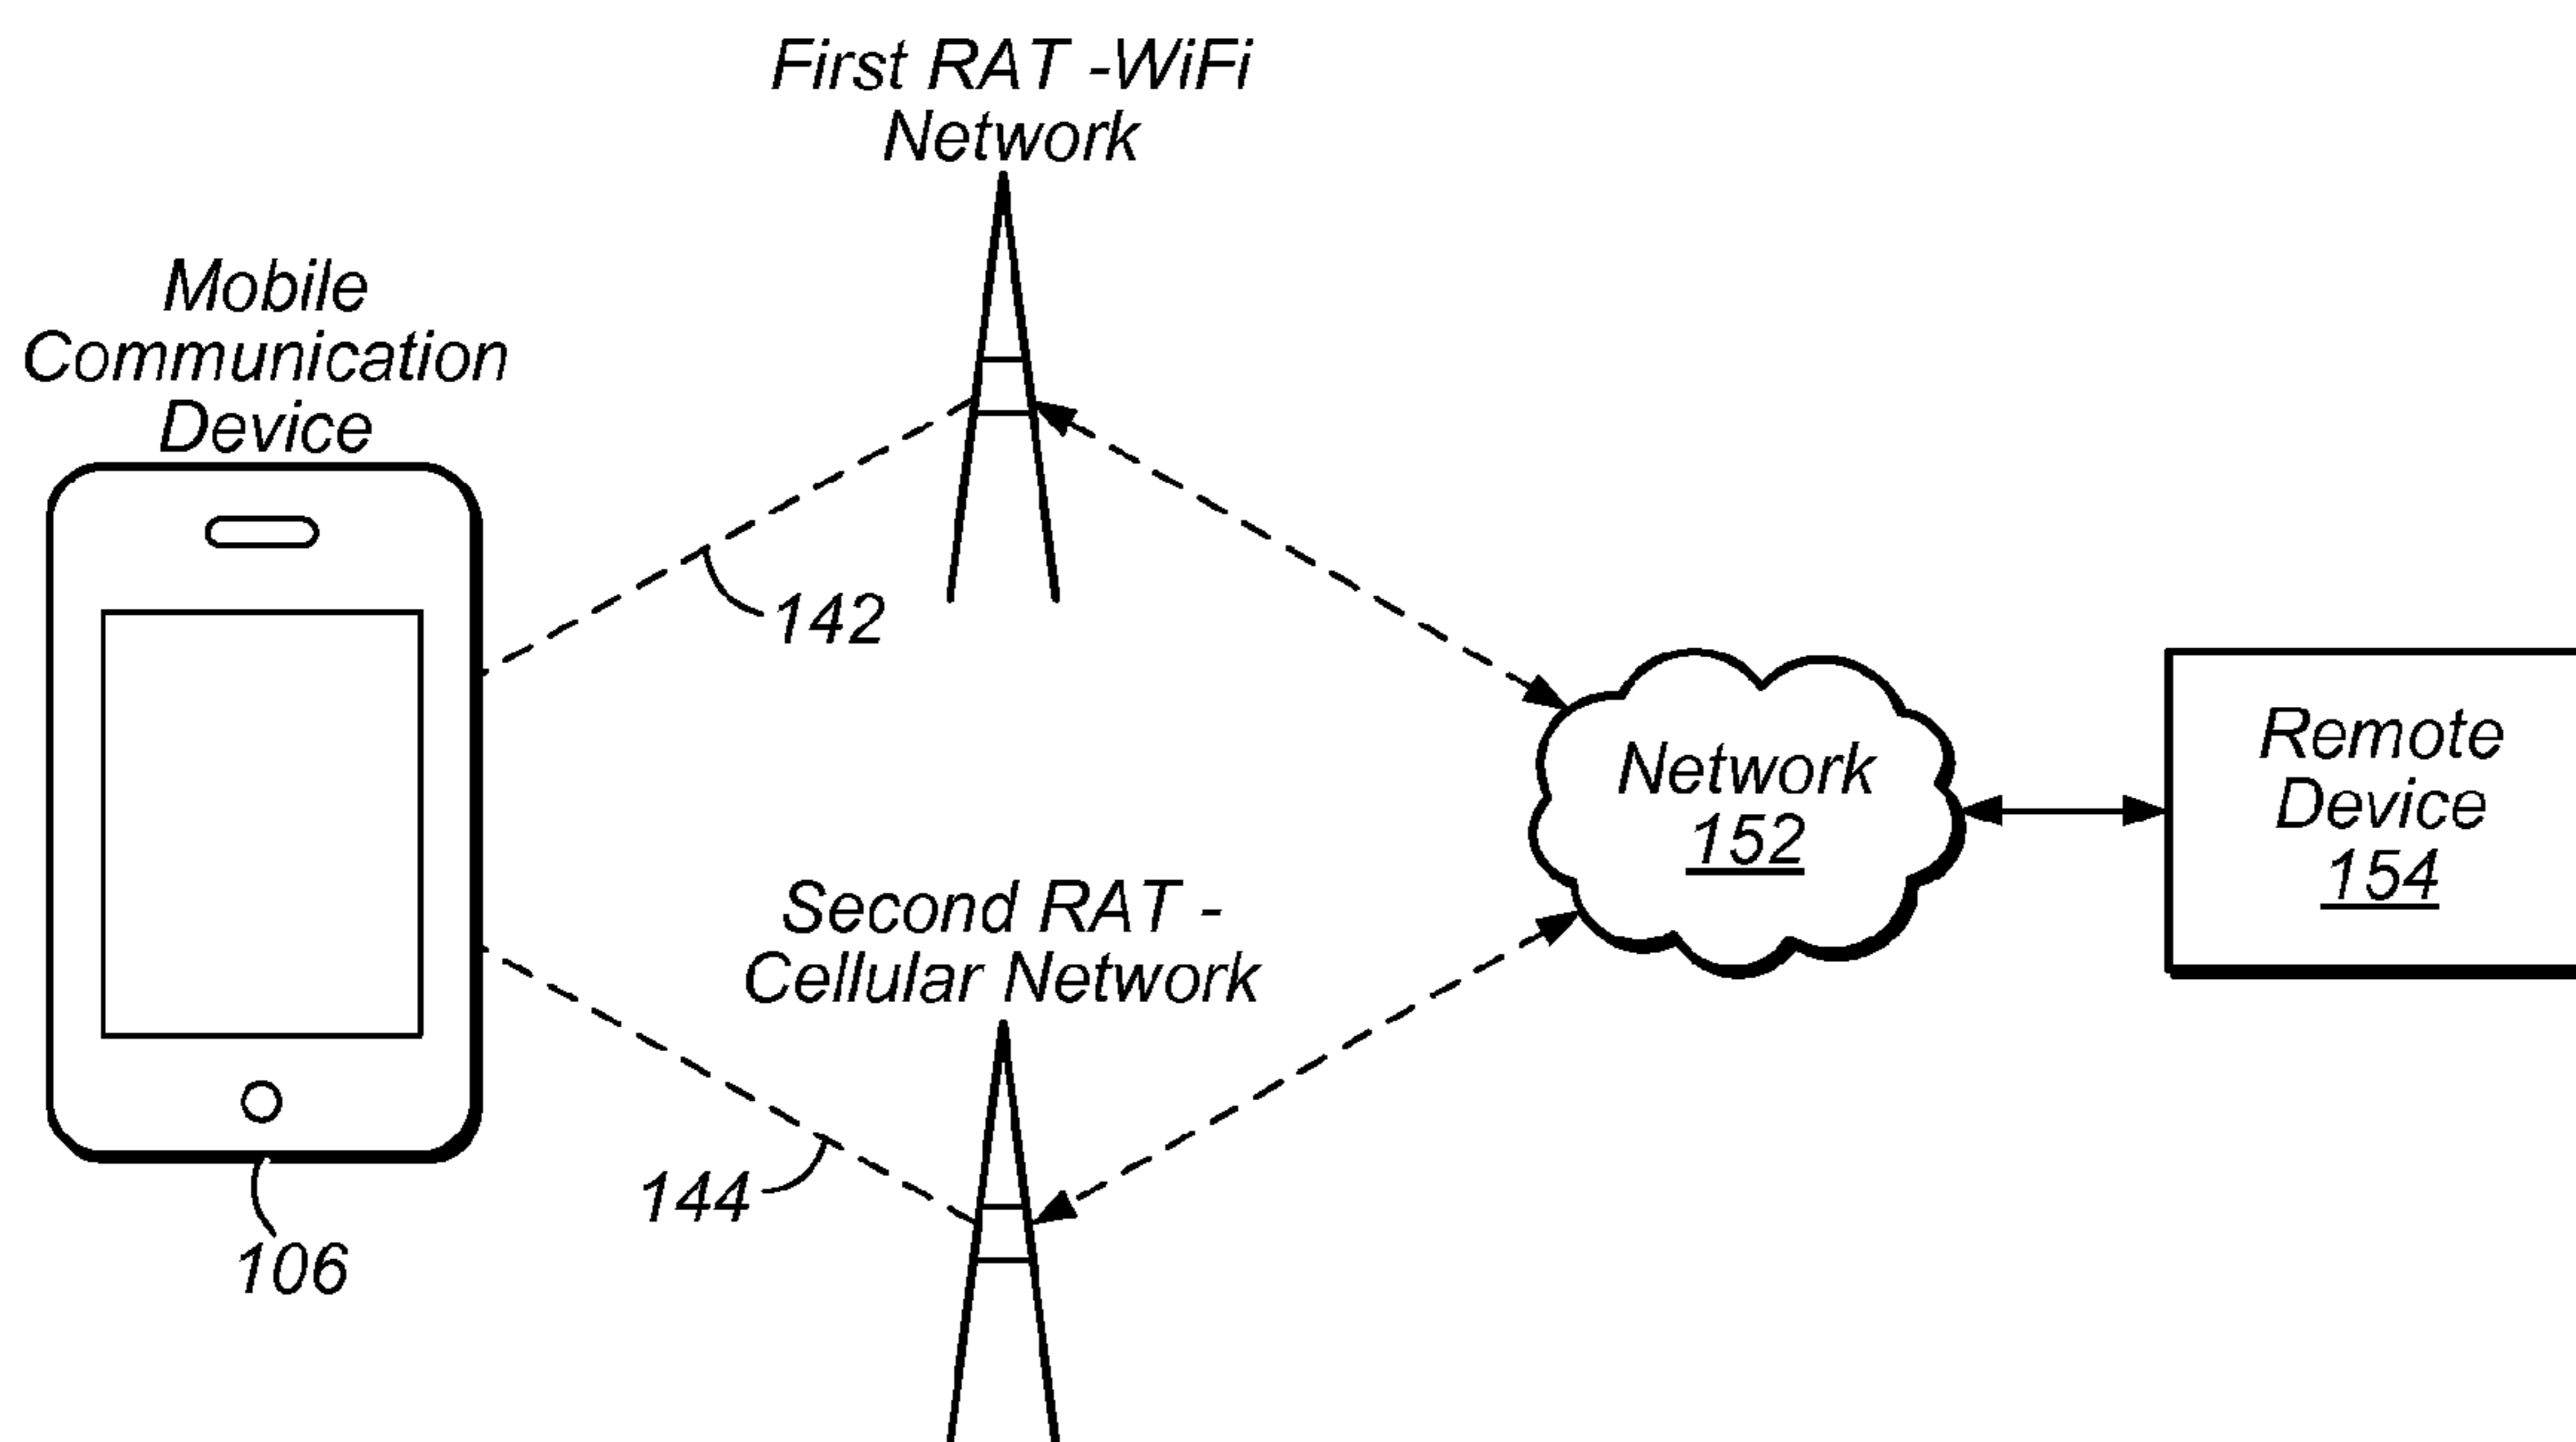 First RAT -WiFi
Network
Mobile
Communication
Device
142
Network
152
Remote
Device
154
Second RAT -
Cellular Network
144
106